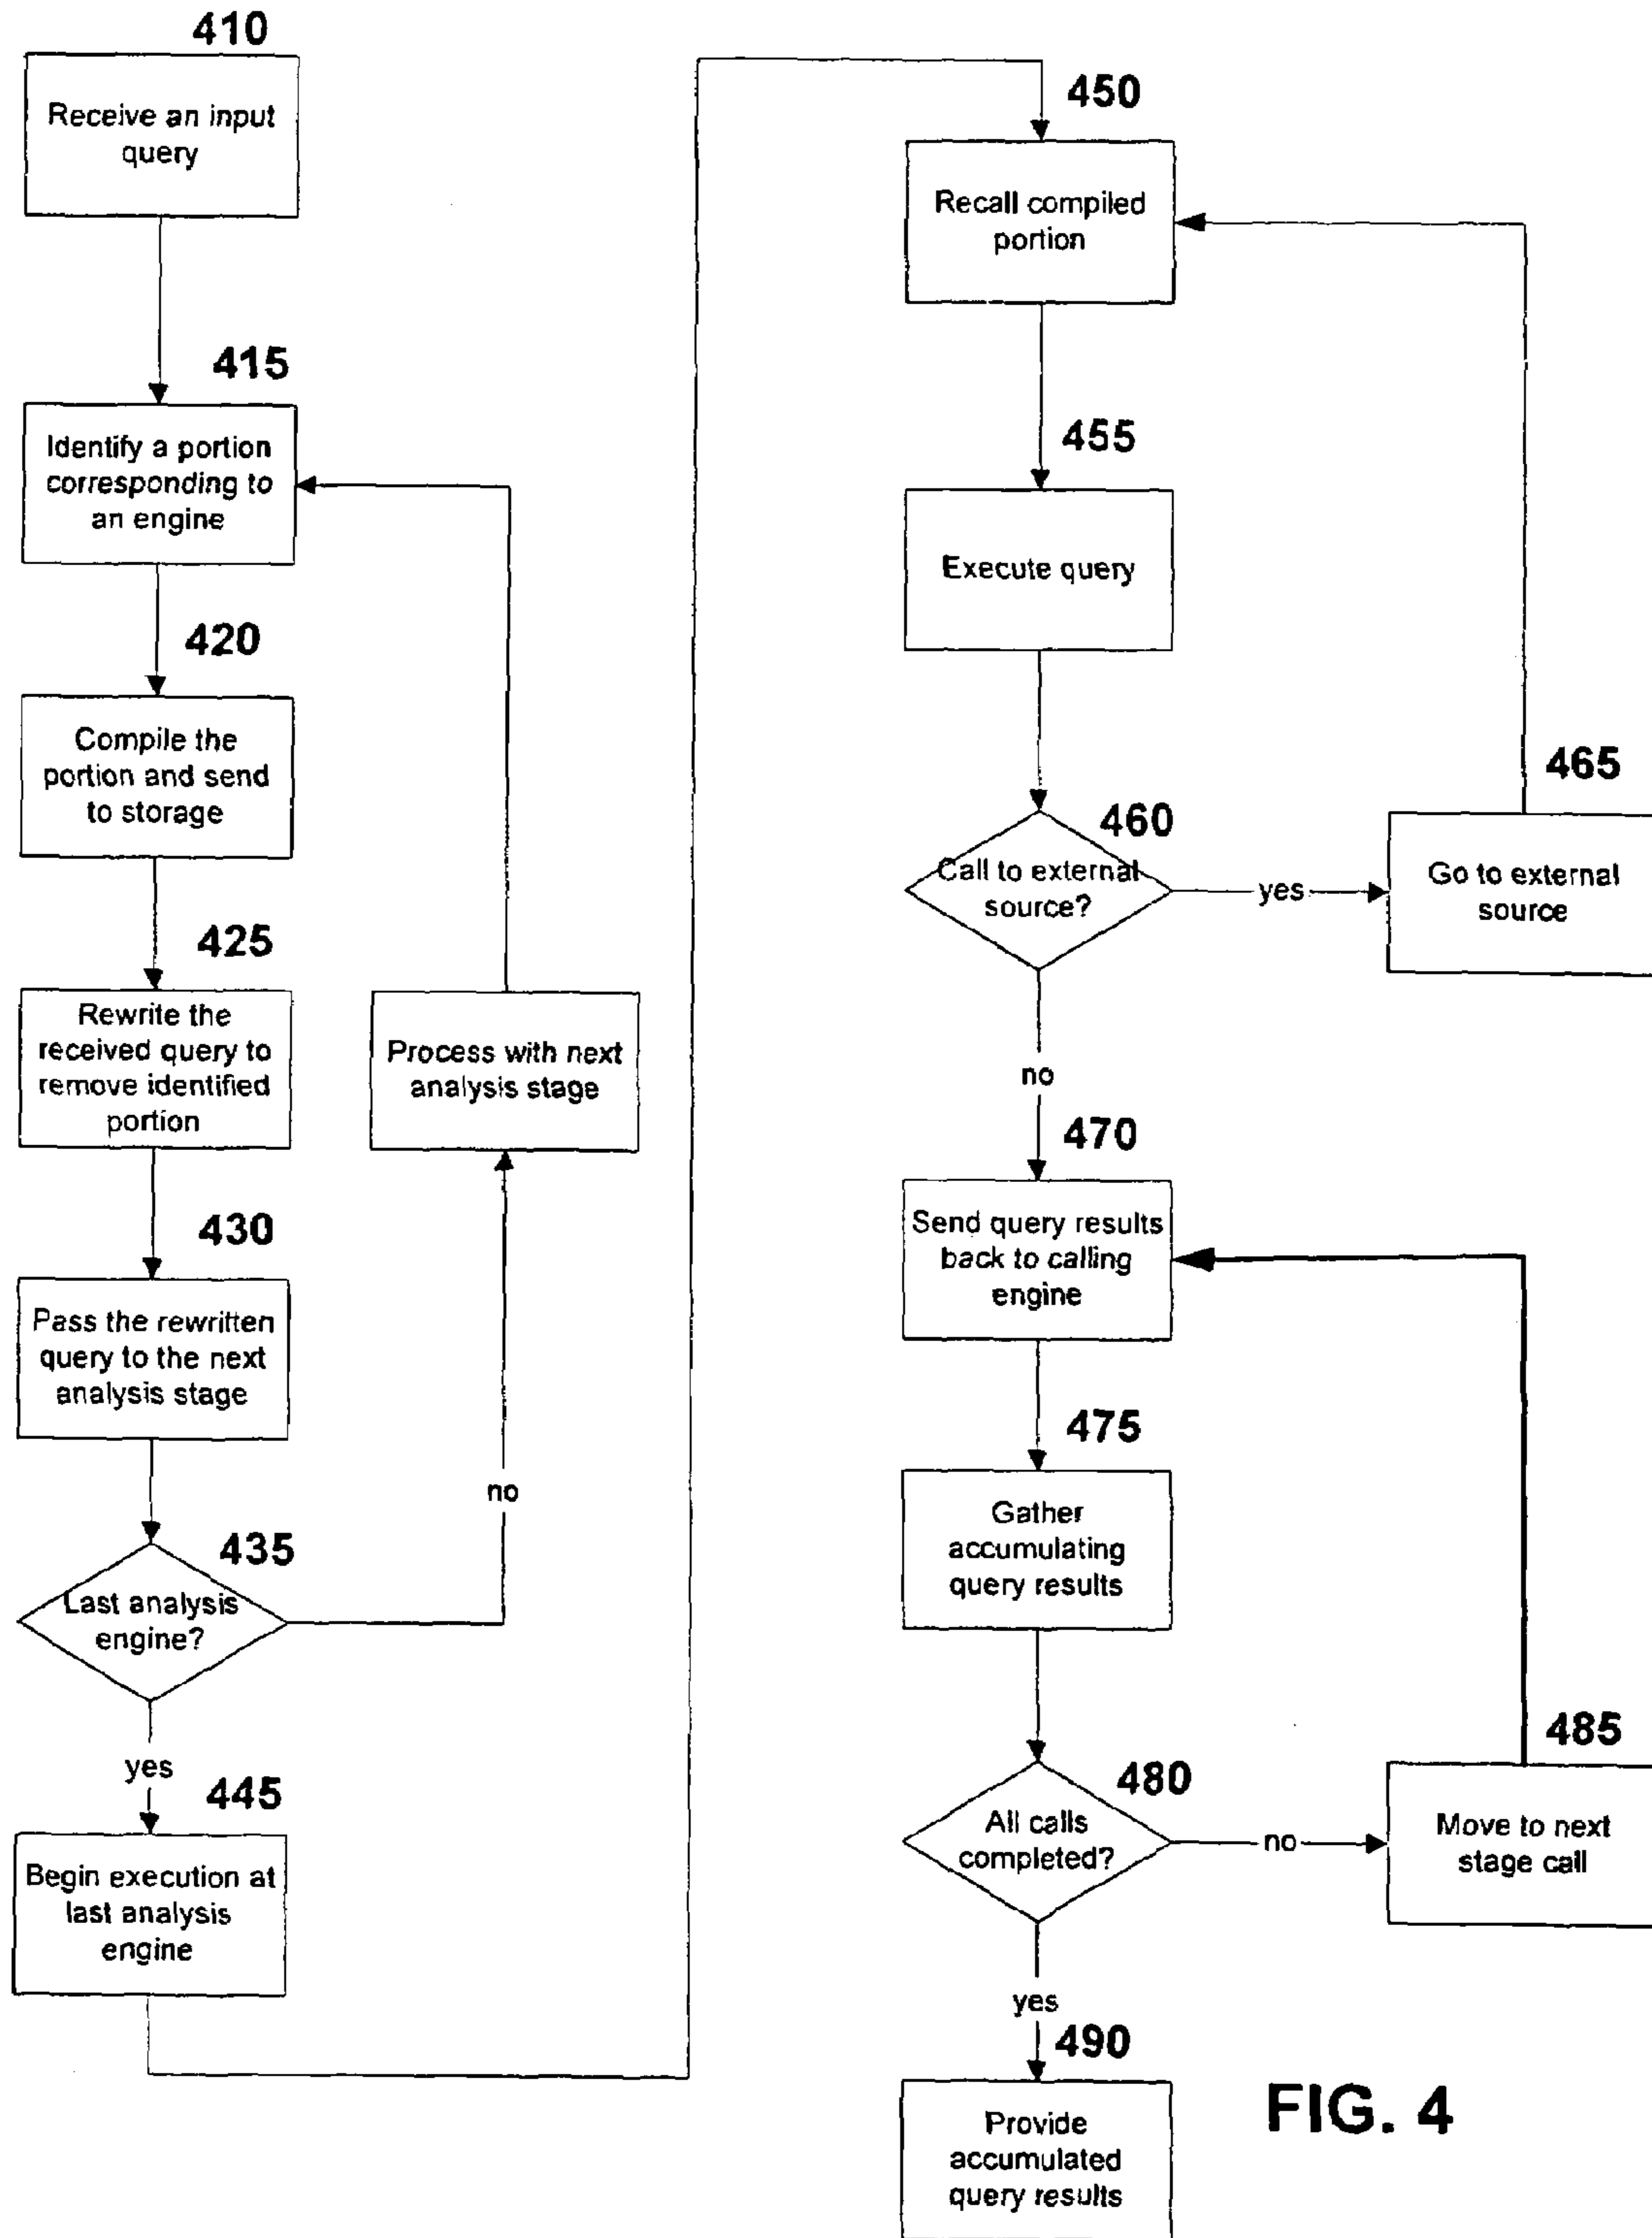 410
Receive an input
query
415
Identify a portion
corresponding to
an engine
420
Compile the
portion and send
to storage
425
Rewrite the
received query to
remove identified
portion
Process with next
analysis stage
430
Pass the rewritten
query to the next
analysis stage
no
435
Last analysis
engine?
yes
445
Begin execution at
last analysis
engine
450
Recall compiled
portion
455
Execute query
460
Call to external
source?
yes
465
Go to external
source
no
470
Send query results
back to calling
engine
475
Gather
accumulating
query results
480
All calls
completed?
no
485
Move to next
stage call
yes
490
Provide
accumulated
query results
FIG. 4